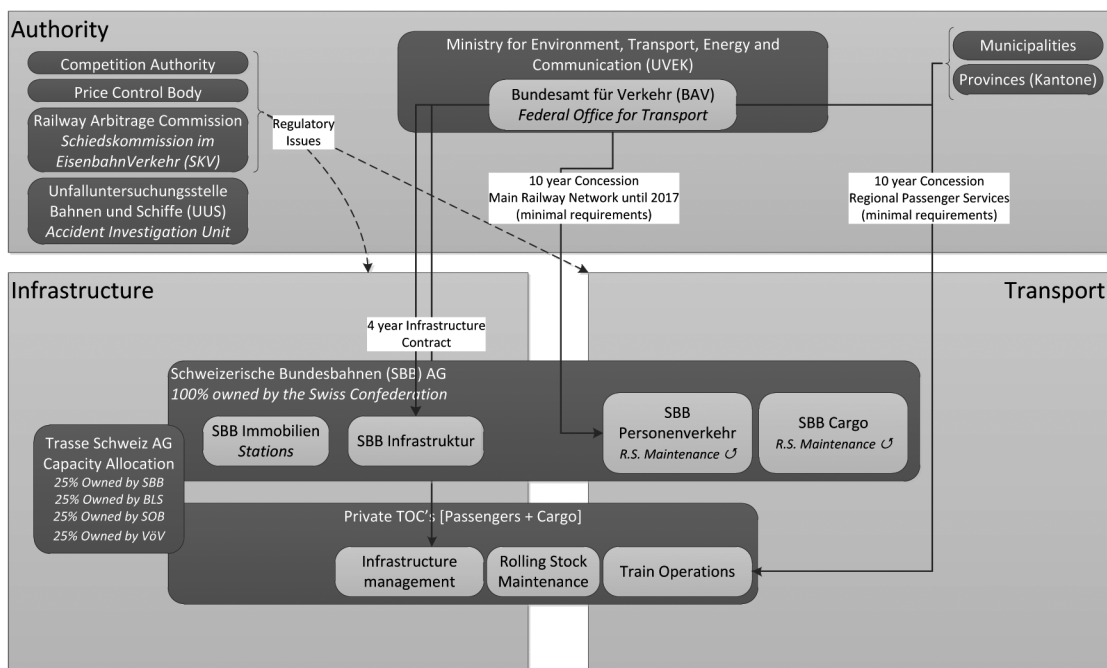 Authority
Competition Authority
Price Control Body
Railway Arbitrage Commission
Schiedskommission im
EisenbahnVerkehr (SKV)
Unfalluntersuchungsstelle
Bahnen und Schiffe (UUS)
Accident Investigation Unit
Regulatory
Issues
Ministry for Environment, Transport, Energy and
Communication (UVEK)
Bundesamt für Verkehr (BAV)
Federal Office for Transport
Municipalities
Provinces (Kantone)
10 year Concession
Main Railway Network until 2017
(minimal requirements)
10 year Concession
Regional Passenger Services
(minimal requirements)
Infrastructure
Transport
4 year Infrastructure
Contract
Schweizerische Bundesbahnen (SBB) AG
100% owned by the Swiss Confederation
SBB Immobilien
Stations
SBB Infrastruktur
SBB
Personenverkehr
R.S. Maintenance ↺
SBB Cargo
R.S. Maintenance ↺
Trasse Schweiz AG
Capacity Allocation
25% Owned by SBB
25% Owned by BLS
25% Owned by SOB
25% Owned by VöV
Private TOC's [Passengers + Cargo]
Infrastructure
management
Rolling Stock
Maintenance
Train Operations